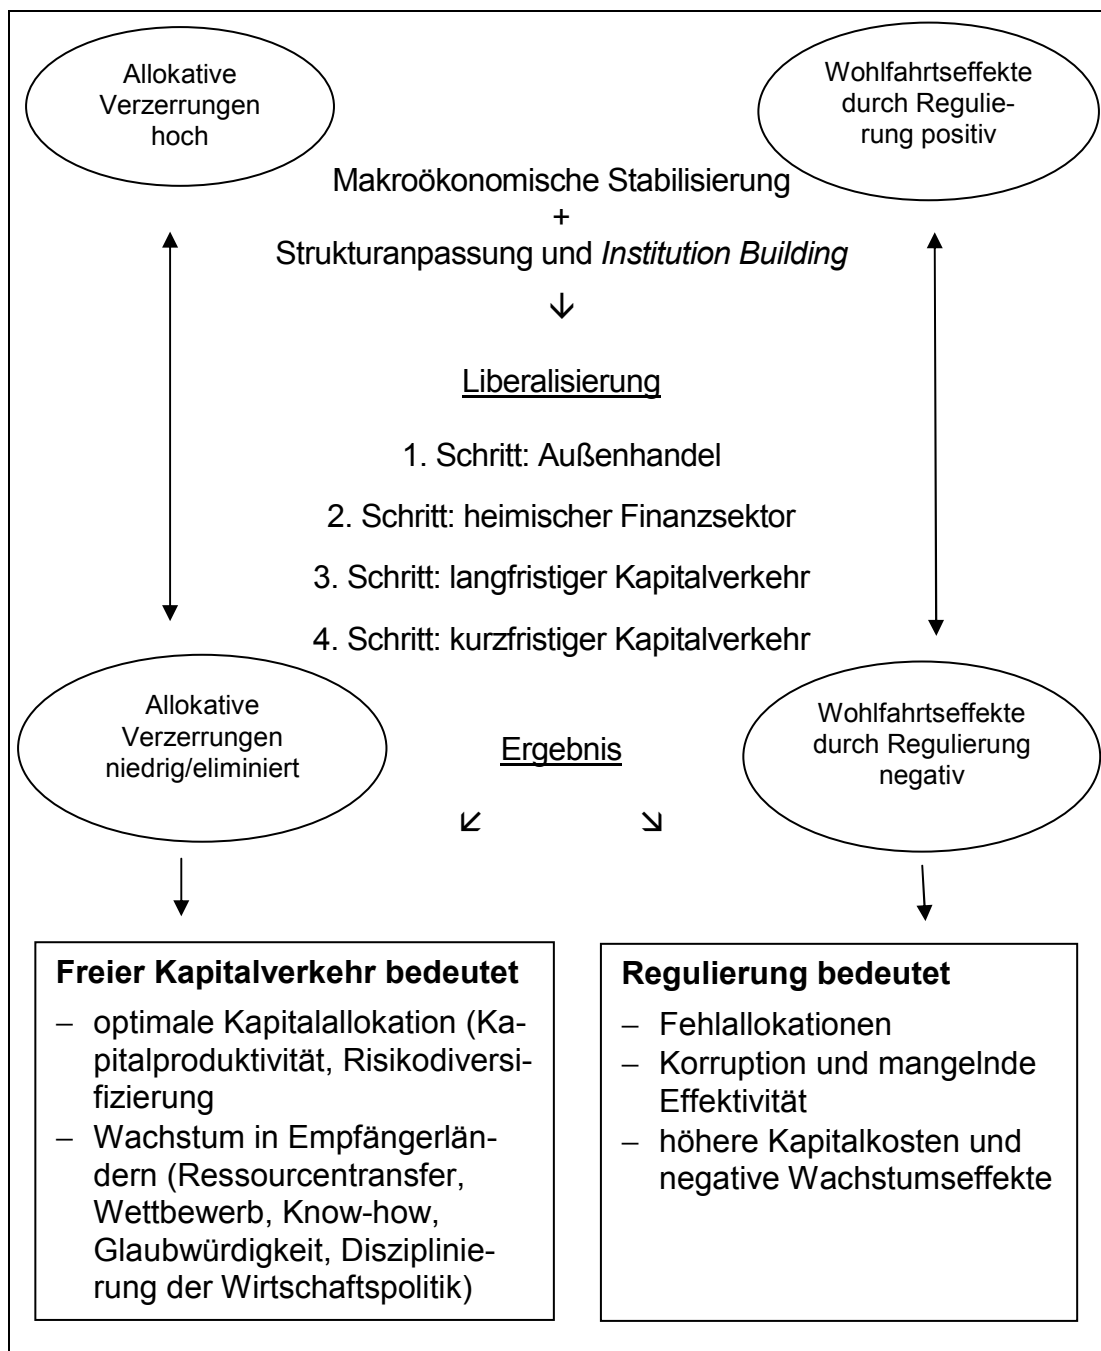 Allokative
Verzerrungen
hoch
Wohlfahrtseffekte
durch Regulie-
rung positiv
Makroökonomische Stabilisierung
+
Strukturanpassung und Institution Building
Liberalisierung
1. Schritt: Außenhandel
2. Schritt: heimischer Finanzsektor
3. Schritt: langfristiger Kapitalverkehr
4. Schritt: kurzfristiger Kapitalverkehr
Allokative
Verzerrungen
niedrig/eliminiert
Ergebnis
Wohlfahrtseffekte
durch Regulierung
negativ
Freier Kapitalverkehr bedeutet
– optimale Kapitalallokation (Ka-
pitalproduktivität, Risikodiversi-
fizierung
– Wachstum in Empfängerlän-
dern (Ressourcentransfer,
Wettbewerb, Know-how,
Glaubwürdigkeit, Disziplinie-
rung der Wirtschaftspolitik)
Regulierung bedeutet
– Fehlallokationen
– Korruption und mangelnde
Effektivität
– höhere Kapitalkosten und
negative Wachstumseffekte